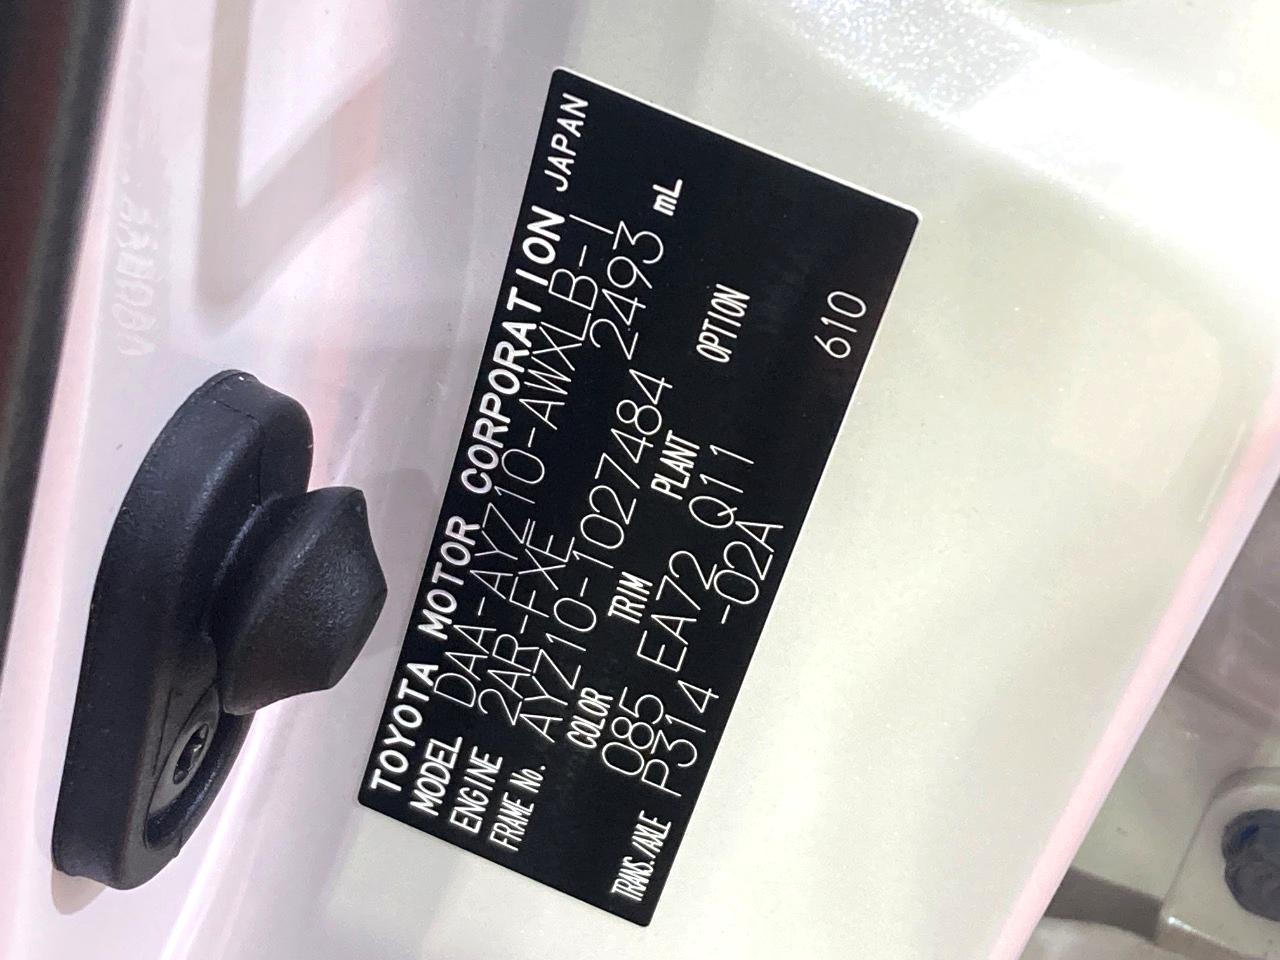 TOYOTA MOTOR CORPORATION JAPAN
MODEL DAA-AYZ10-AWXLB-I
ENGINE 2AR-FXE 2493 mL
FRAME No. AYZ10-1027484
COLOR TRIM PLANT OPTION
085 EA72 Q11
TRANS./AXLE P314 -02A 610